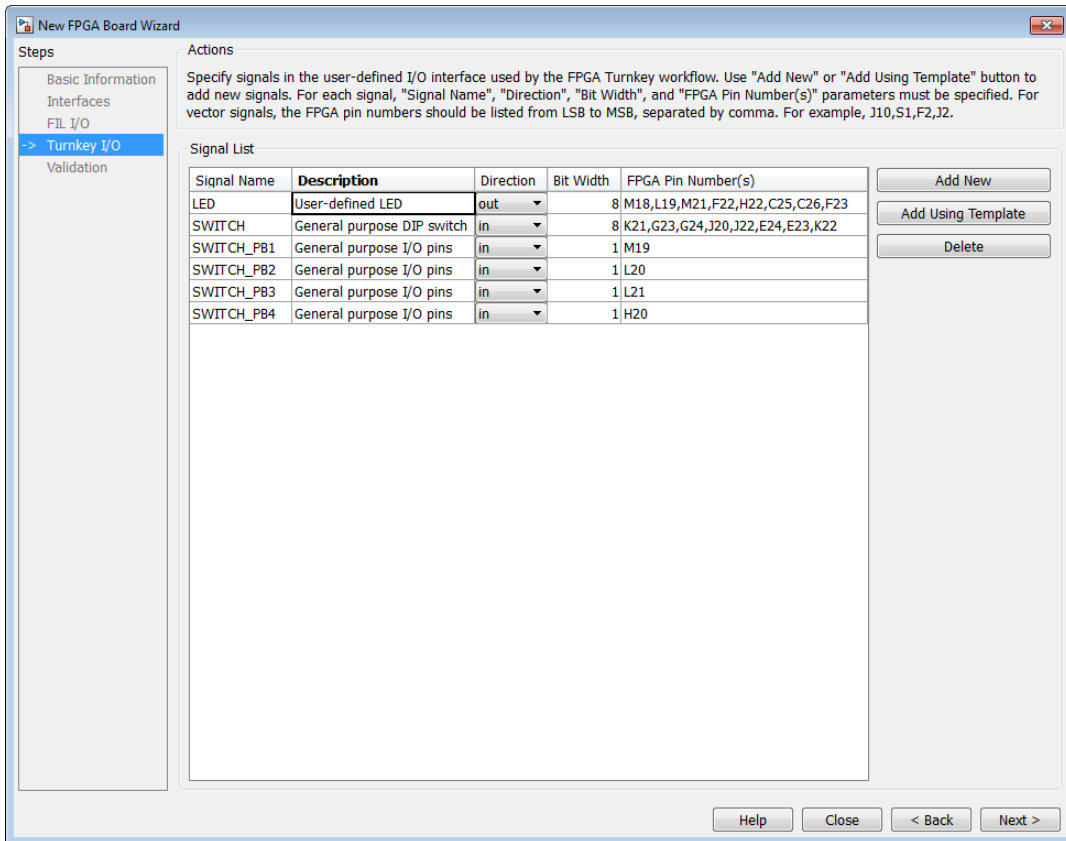 New FPGA Board Wizard
Steps
Basic Information
Interfaces
FIL I/O
-> Turnkey I/O
Validation
Actions
Specify signals in the user-defined I/O interface used by the FPGA Turnkey workflow. Use "Add New" or "Add Using Template" button to
add new signals. For each signal, "Signal Name", "Direction", "Bit Width", and "FPGA Pin Number(s)" parameters must be specified. For
vector signals, the FPGA pin numbers should be listed from LSB to MSB, separated by comma. For example, J10,S1,F2,J2.
Signal List
Signal Name Description Direction Bit Width FPGA Pin Number(s)
LED User-defined LED out 8 M18,L19,M21,F22,H22,C25,C26,F23
SWITCH General purpose DIP switch in 8 K21,G23,G24,J20,J22,E24,E23,K22
SWITCH_PB1 General purpose I/O pins in 1 M19
SWITCH_PB2 General purpose I/O pins in 1 L20
SWITCH_PB3 General purpose I/O pins in 1 L21
SWITCH_PB4 General purpose I/O pins in 1 H20
Add New
Add Using Template
Delete
Help Close < Back Next >